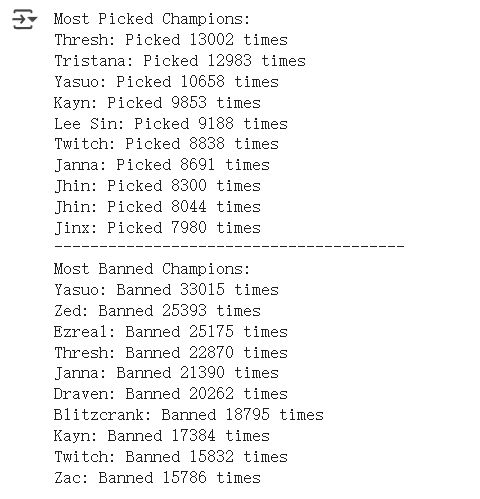 Most Picked Champions:
Thresh: Picked 13002 times
Tristana: Picked 12983 times
Yasuo: Picked 10658 times
Kayn: Picked 9853 times
Lee Sin: Picked 9188 times
Twitch: Picked 8838 times
Janna: Picked 8691 times
Jhin: Picked 8300 times
Jhin: Picked 8044 times
Jinx: Picked 7980 times
---------------------------------------
Most Banned Champions:
Yasuo: Banned 33015 times
Zed: Banned 25393 times
Ezreal: Banned 25175 times
Thresh: Banned 22870 times
Janna: Banned 21390 times
Draven: Banned 20262 times
Blitzcrank: Banned 18795 times
Kayn: Banned 17384 times
Twitch: Banned 15832 times
Zac: Banned 15786 times